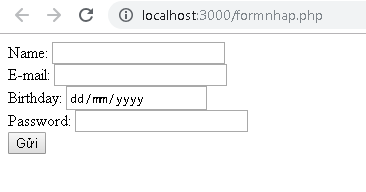 localhost:3000/formnhap.php
Name:
E-mail:
Birthday: dd/mm/yyyy
Password:
Gửi